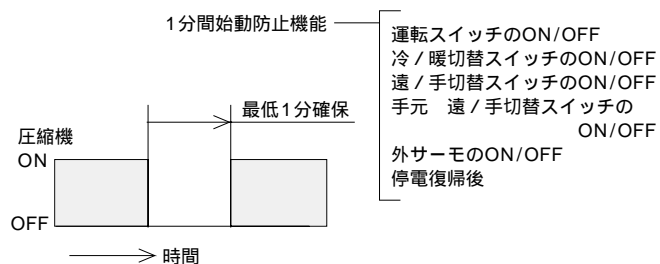 1分間始動防止機能
運転スイッチのON/OFF
冷/暖切替スイッチのON/OFF
遠/手切替スイッチのON/OFF
手元 遠/手切替スイッチの
ON/OFF
外サーモのON/OFF
停電復帰後
最低1分確保
圧縮機
ON
OFF
時間